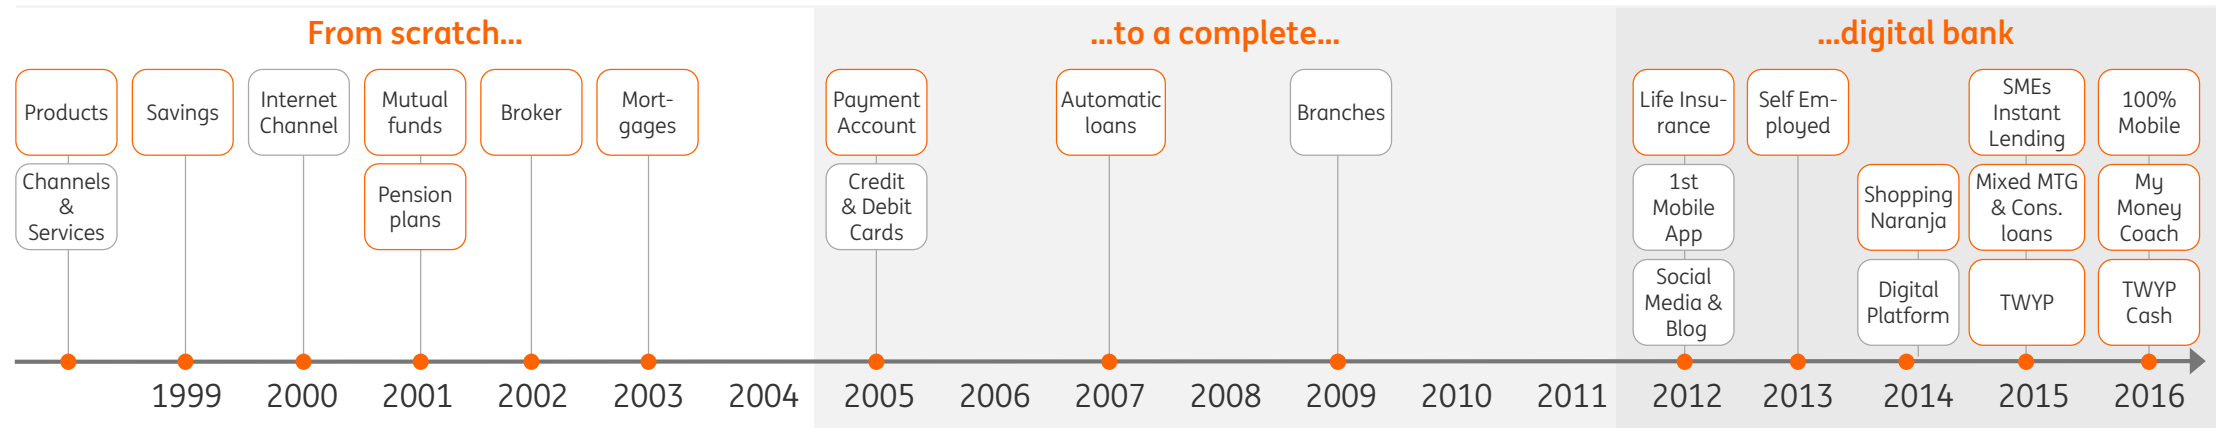 From scratch...
...to a complete...
...digital bank
Products
Channels
&
Services
Savings
Internet
Channel
Mutual
funds
Pension
plans
Broker
Mort-
gages
Payment
Account
Credit
& Debit
Cards
Automatic
loans
Branches
Life Insu-
rance
1st
Mobile
App
Social
Media &
Blog
Self Em-
ployed
Shopping
Naranja
Digital
Platform
SMEs
Instant
Lending
Mixed MTG
& Cons.
loans
TWYP
100%
Mobile
My
Money
Coach
TWYP
Cash
1999 2000 2001 2002 2003 2004 2005 2006 2007 2008 2009 2010 2011 2012 2013 2014 2015 2016